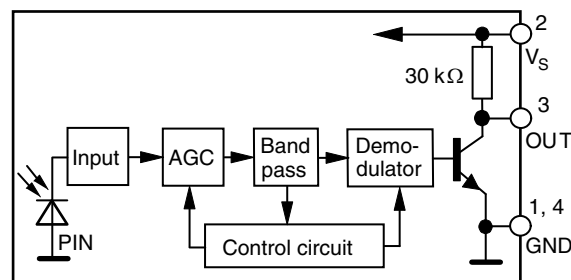 2
V_S
30 kΩ
3
OUT
Input
AGC
Band
pass
Demo-
dulator
1, 4
GND
PIN
Control circuit